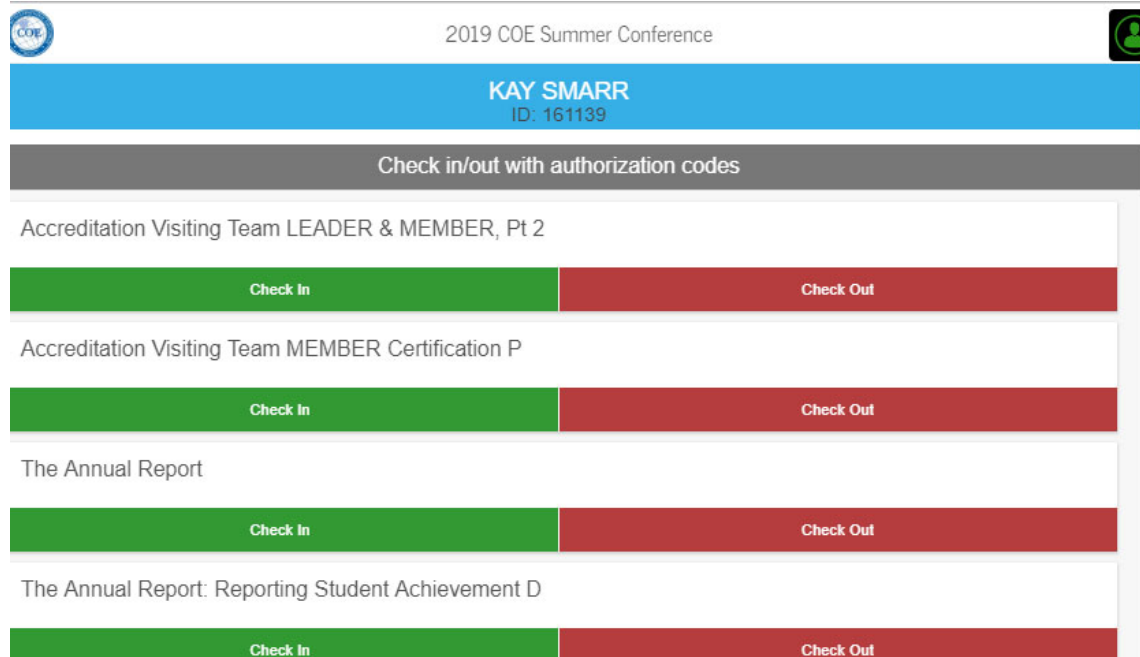 COE
2019 COE Summer Conference
KAY SMARR
ID: 161139
Check in/out with authorization codes
Accreditation Visiting Team LEADER & MEMBER, Pt 2
Check In Check Out
Accreditation Visiting Team MEMBER Certification P
Check In Check Out
The Annual Report
Check In Check Out
The Annual Report: Reporting Student Achievement D
Check In Check Out